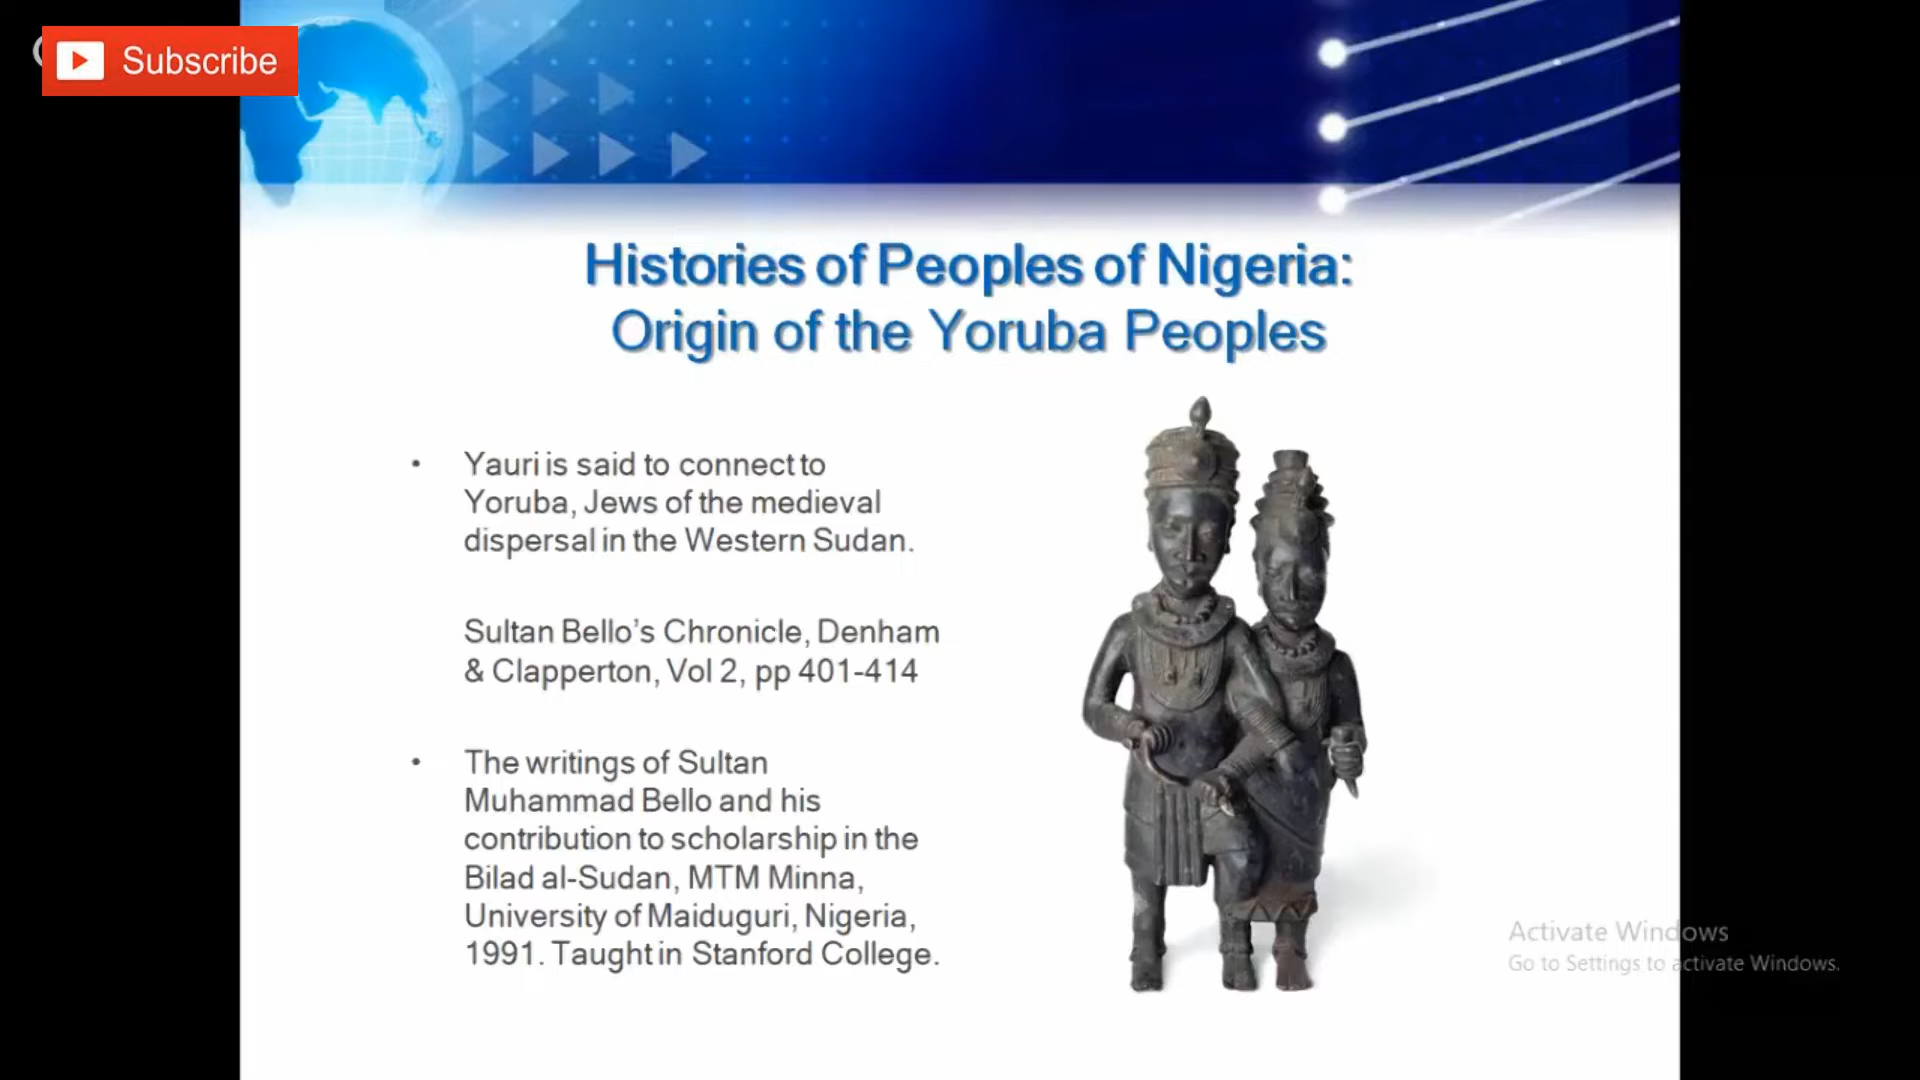 Subscribe
Histories of Peoples of Nigeria:
Origin of the Yoruba Peoples
• Yauri is said to connect to
Yoruba, Jews of the medieval
dispersal in the Western Sudan.
Sultan Bello’s Chronicle, Denham
& Clapperton, Vol 2, pp 401-414
• The writings of Sultan
Muhammad Bello and his
contribution to scholarship in the
Bilad al-Sudan, MTM Minna,
University of Maiduguri, Nigeria,
1991. Taught in Stanford College.
Activate Windows
Go to Settings to activate Windows.